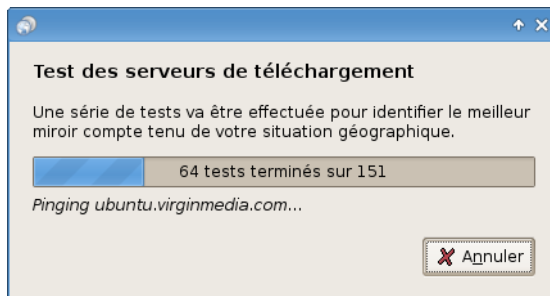 Test des serveurs de téléchargement
Une série de tests va être effectuée pour identifier le meilleur
miroir compte tenu de votre situation géographique.
64 tests terminés sur 151
Pinging ubuntu.virginmedia.com...
Annuler